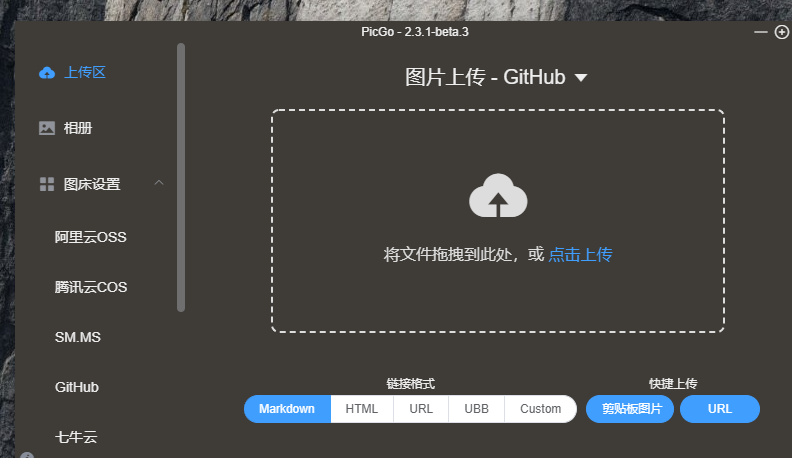 PicGo - 2.3.1-beta.3
上传区
相册
图床设置
阿里云OSS
腾讯云COS
SM.MS
GitHub
七牛云
图片上传 - GitHub
将文件拖拽到此处，或 点击上传
链接格式
Markdown HTML URL UBB Custom
快捷上传
剪贴板图片 URL